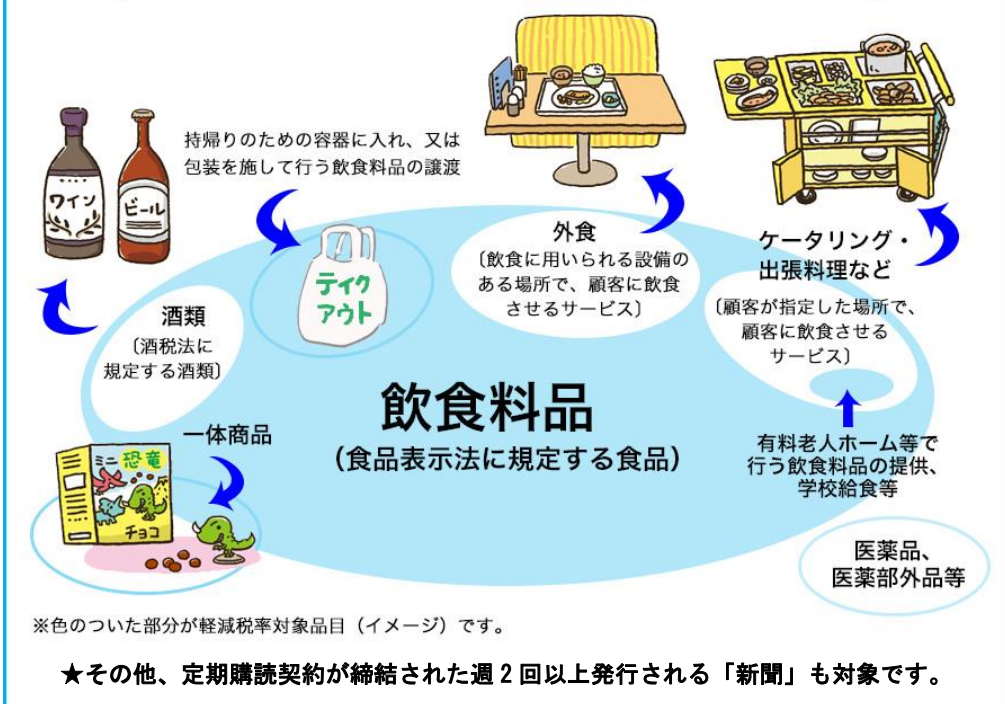 持帰りのための容器に入れ、又は
包装を施して行う飲食料品の譲渡
ワイン
ビール
ティク
アウト
外食
〔飲食に用いられる設備の
ある場所で、顧客に飲食
させるサービス〕
ケータリング・
出張料理など
〔顧客が指定した場所で、
顧客に飲食させる
サービス〕
酒類
〔酒税法に
規定する酒類〕
飲食料品
（食品表示法に規定する食品）
一体商品
ミニ恐竜
チョコ
有料老人ホーム等で
行う飲食料品の提供、
学校給食等
医薬品、
医薬部外品等
※色のついた部分が軽減税率対象品目（イメージ）です。
★その他、定期購読契約が締結された週２回以上発行される「新聞」も対象です。